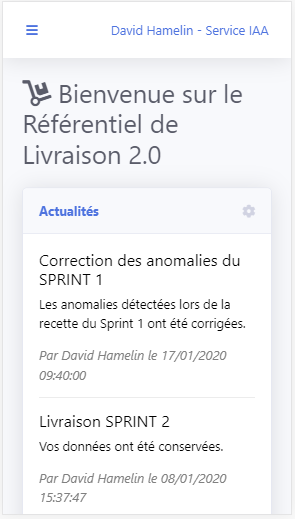 David Hamelin - Service IAA
Bienvenue sur le
Référentiel de
Livraison 2.0
Actualités
Correction des anomalies du
SPRINT 1
Les anomalies détectées lors de la
recette du Sprint 1 ont été corrigées.
Par David Hamelin le 17/01/2020
09:40:00
Livraison SPRINT 2
Vos données ont été conservées.
Par David Hamelin le 08/01/2020
15:37:47